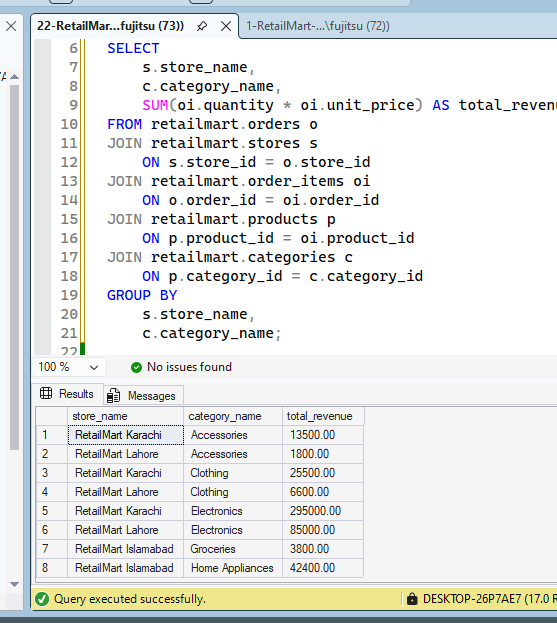 22-RetailMar...fujitsu (73))
1-RetailMart-...\fujitsu (72))
6 SELECT
7 s.store_name,
8 c.category_name,
9 SUM(oi.quantity * oi.unit_price) AS total_revenu
10 FROM retailmart.orders o
11 JOIN retailmart.stores s
12 ON s.store_id = o.store_id
13 JOIN retailmart.order_items oi
14 ON o.order_id = oi.order_id
15 JOIN retailmart.products p
16 ON p.product_id = oi.product_id
17 JOIN retailmart.categories c
18 ON p.category_id = c.category_id
19 GROUP BY
20 s.store_name,
21 c.category_name;
22
100 % No issues found
Results Messages
store_name category_name total_revenue
1 RetailMart Karachi Accessories 13500.00
2 RetailMart Lahore Accessories 1800.00
3 RetailMart Karachi Clothing 25500.00
4 RetailMart Lahore Clothing 6600.00
5 RetailMart Karachi Electronics 295000.00
6 RetailMart Lahore Electronics 85000.00
7 RetailMart Islamabad Groceries 3800.00
8 RetailMart Islamabad Home Appliances 42400.00
Query executed successfully. DESKTOP-26P7AE7 (17.0 R